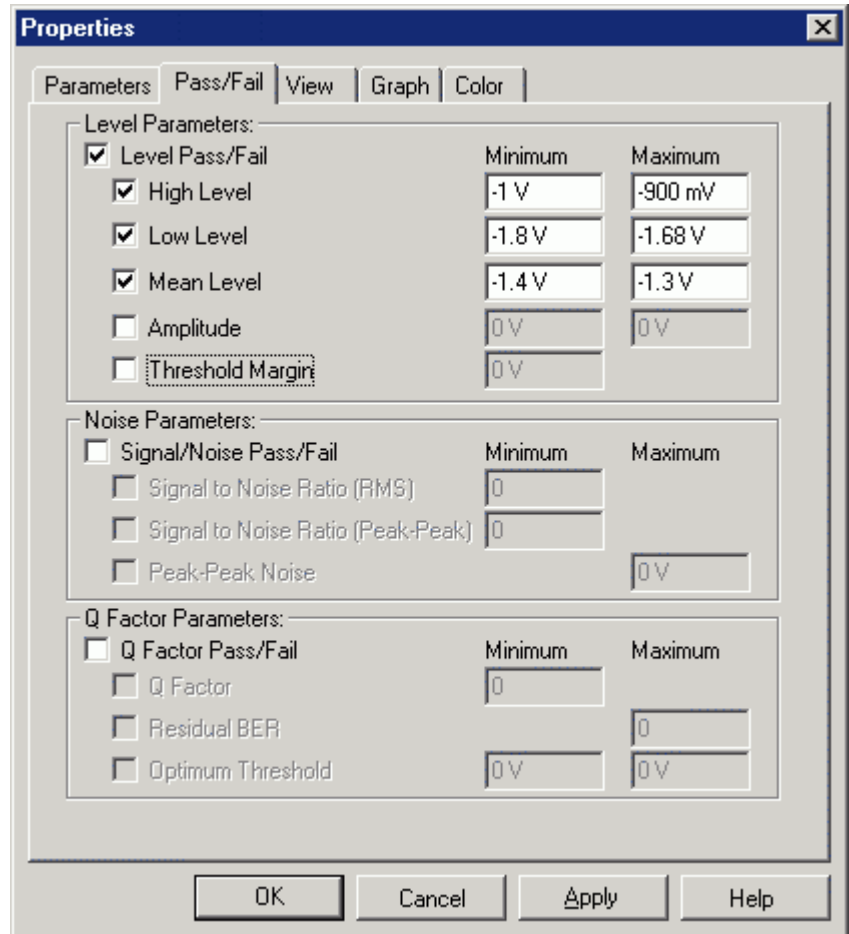 Properties
Parameters Pass/Fail View Graph Color
Level Parameters:
Level Pass/Fail Minimum Maximum
High Level -1 V -900 mV
Low Level -1.8 V -1.68 V
Mean Level -1.4 V -1.3 V
Amplitude 0 V 0 V
Threshold Margin 0 V
Noise Parameters:
Signal/Noise Pass/Fail Minimum Maximum
Signal to Noise Ratio (RMS) 0
Signal to Noise Ratio (Peak-Peak) 0
Peak-Peak Noise 0 V
Q Factor Parameters:
Q Factor Pass/Fail Minimum Maximum
Q Factor 0
Residual BER 0
Optimum Threshold 0 V 0 V
OK Cancel Apply Help